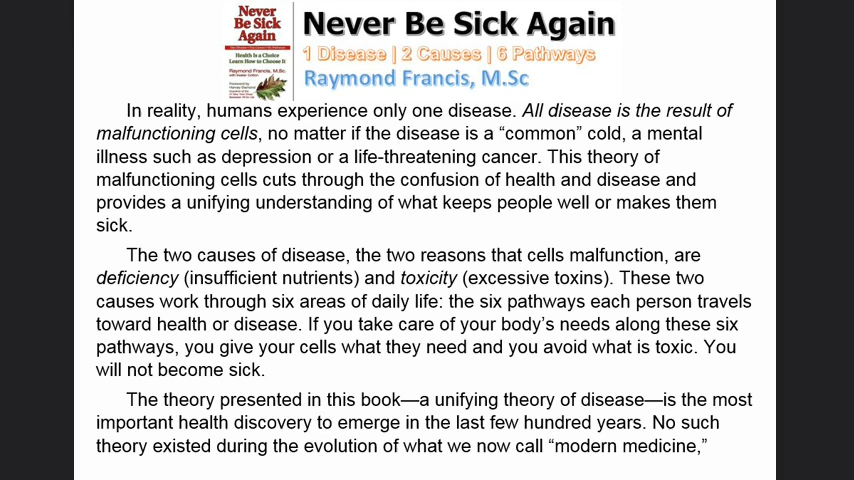 Never
Be Sick
Again
Health Is a Choice
Learn How to Choose It
Raymond Francis, M.Sc.
Never Be Sick Again
1 Disease | 2 Causes | 6 Pathways
Raymond Francis, M.Sc
In reality, humans experience only one disease. All disease is the result of
malfunctioning cells, no matter if the disease is a “common” cold, a mental
illness such as depression or a life-threatening cancer. This theory of
malfunctioning cells cuts through the confusion of health and disease and
provides a unifying understanding of what keeps people well or makes them
sick.
The two causes of disease, the two reasons that cells malfunction, are
deficiency (insufficient nutrients) and toxicity (excessive toxins). These two
causes work through six areas of daily life: the six pathways each person travels
toward health or disease. If you take care of your body’s needs along these six
pathways, you give your cells what they need and you avoid what is toxic. You
will not become sick.
The theory presented in this book—a unifying theory of disease—is the most
important health discovery to emerge in the last few hundred years. No such
theory existed during the evolution of what we now call “modern medicine,”